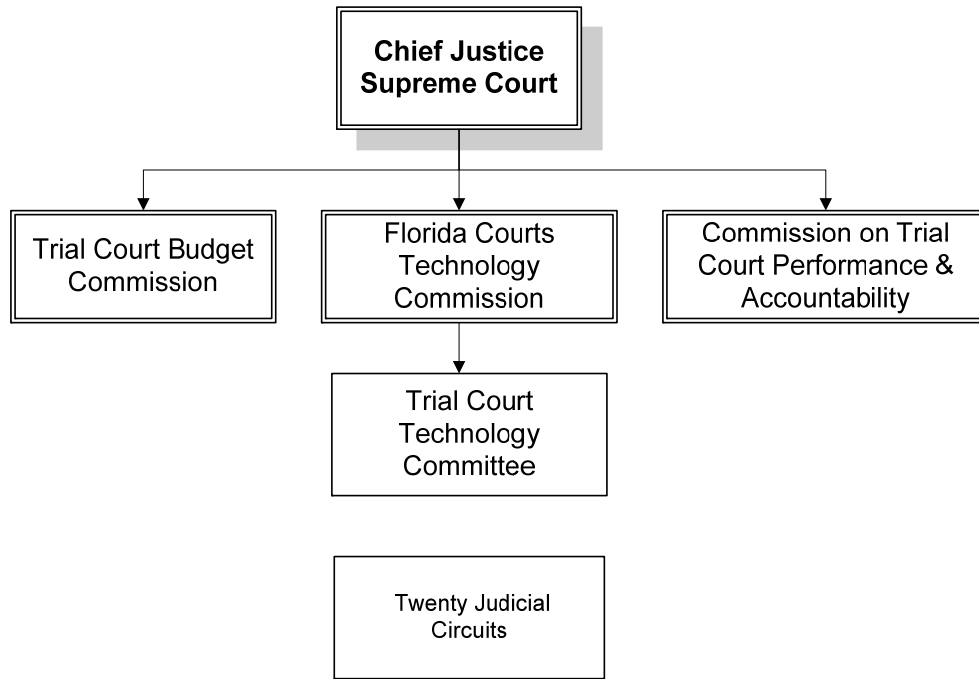 Chief Justice
Supreme Court
Trial Court Budget
Commission
Florida Courts
Technology
Commission
Commission on Trial
Court Performance &
Accountability
Trial Court
Technology
Committee
Twenty Judicial
Circuits